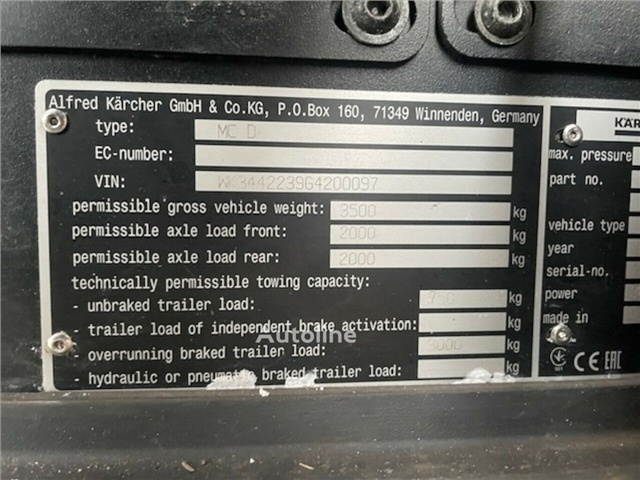 Alfred Kärcher GmbH & Co.KG, P.O.Box 160, 71349 Winnenden, Germany
type: MC D
EC-number:
VIN:
permissible gross vehicle weight: 3500 kg
permissible axle load front: 2000 kg
permissible axle load rear: 2000 kg
technically permissible towing capacity:
- unbraked trailer load: 750 kg
- trailer load of independent brake activation: kg
- overrunning braked trailer load: 3000 kg
- hydraulic or pneumatic braked trailer load: kg
Autoline
KÄR
max. pressure
part no.
vehicle type
year
serial-no.
power
made in
CE EAC